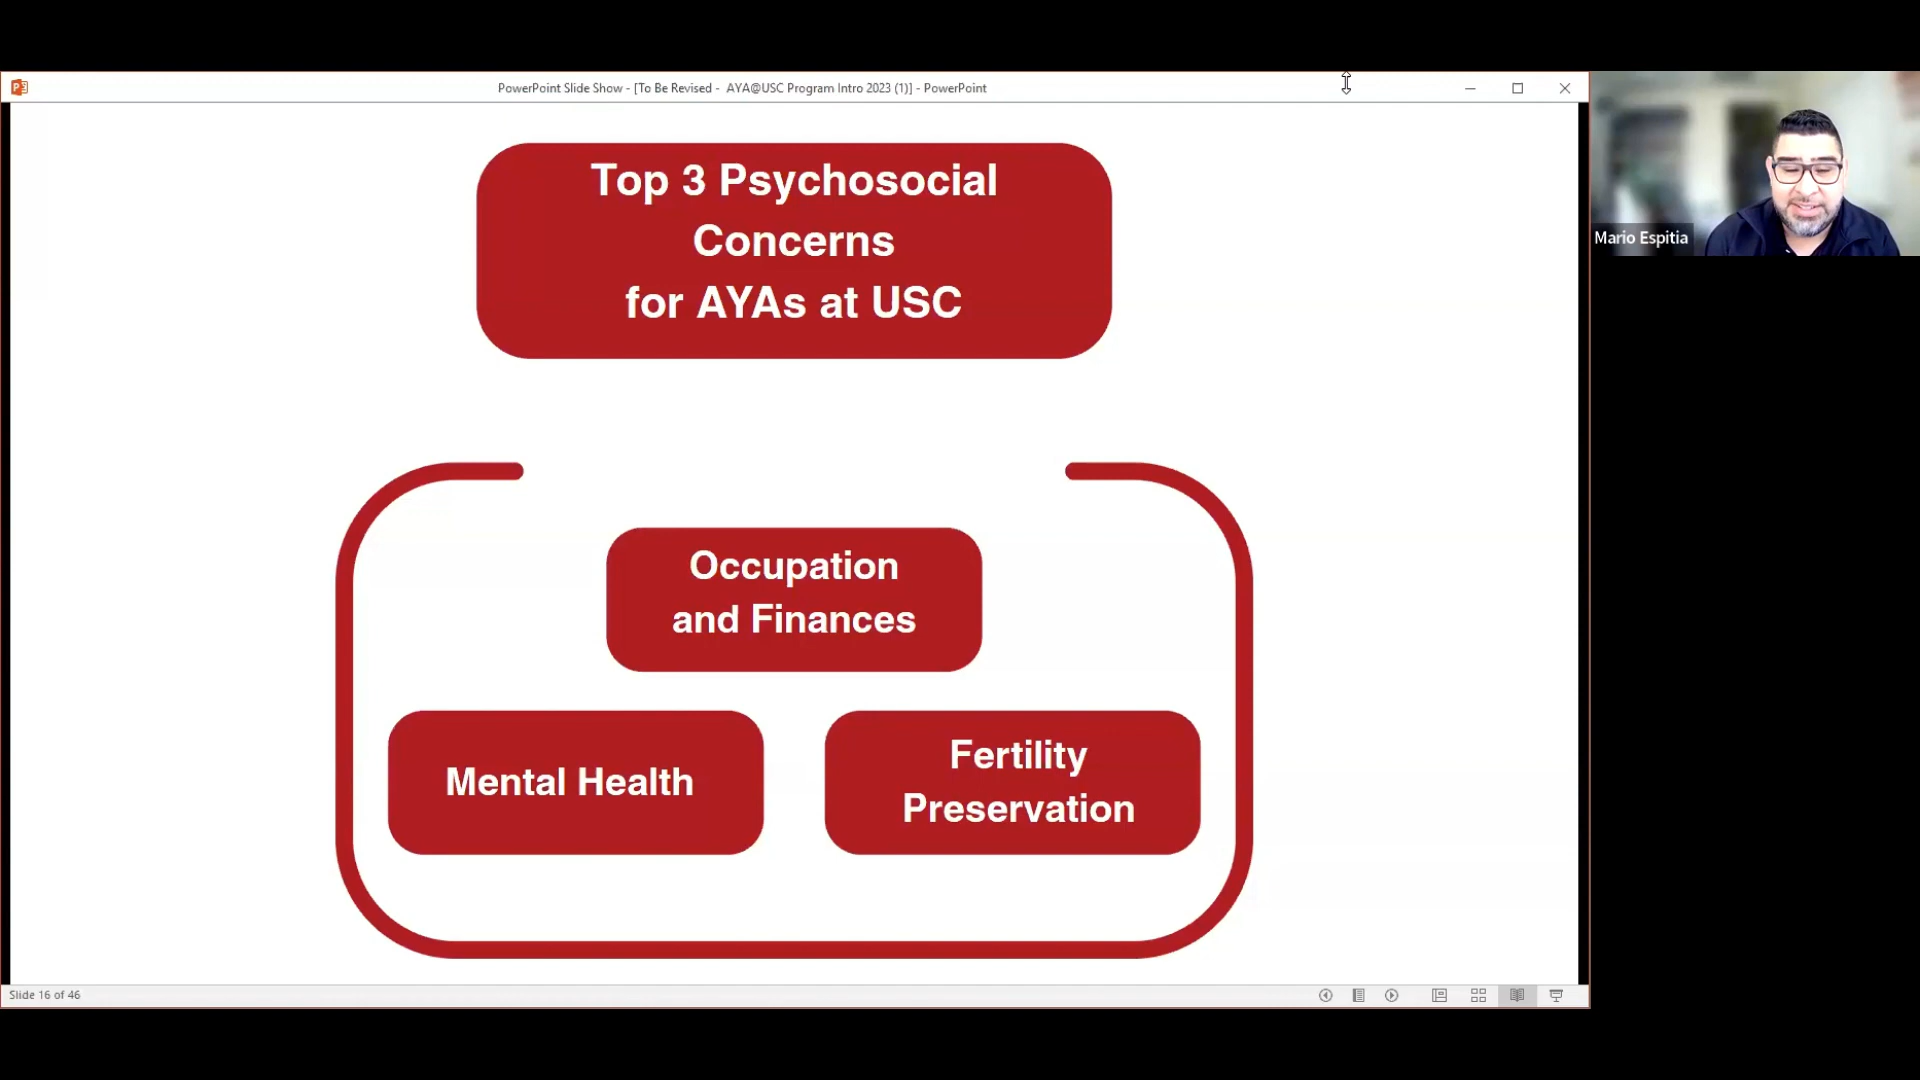 PowerPoint Slide Show - [To Be Revised - AYA@USC Program Intro 2023 (1)] - PowerPoint
Top 3 Psychosocial
Concerns
for AYAs at USC
Mario Espitia
Occupation
and Finances
Mental Health
Fertility
Preservation
Slide 16 of 46